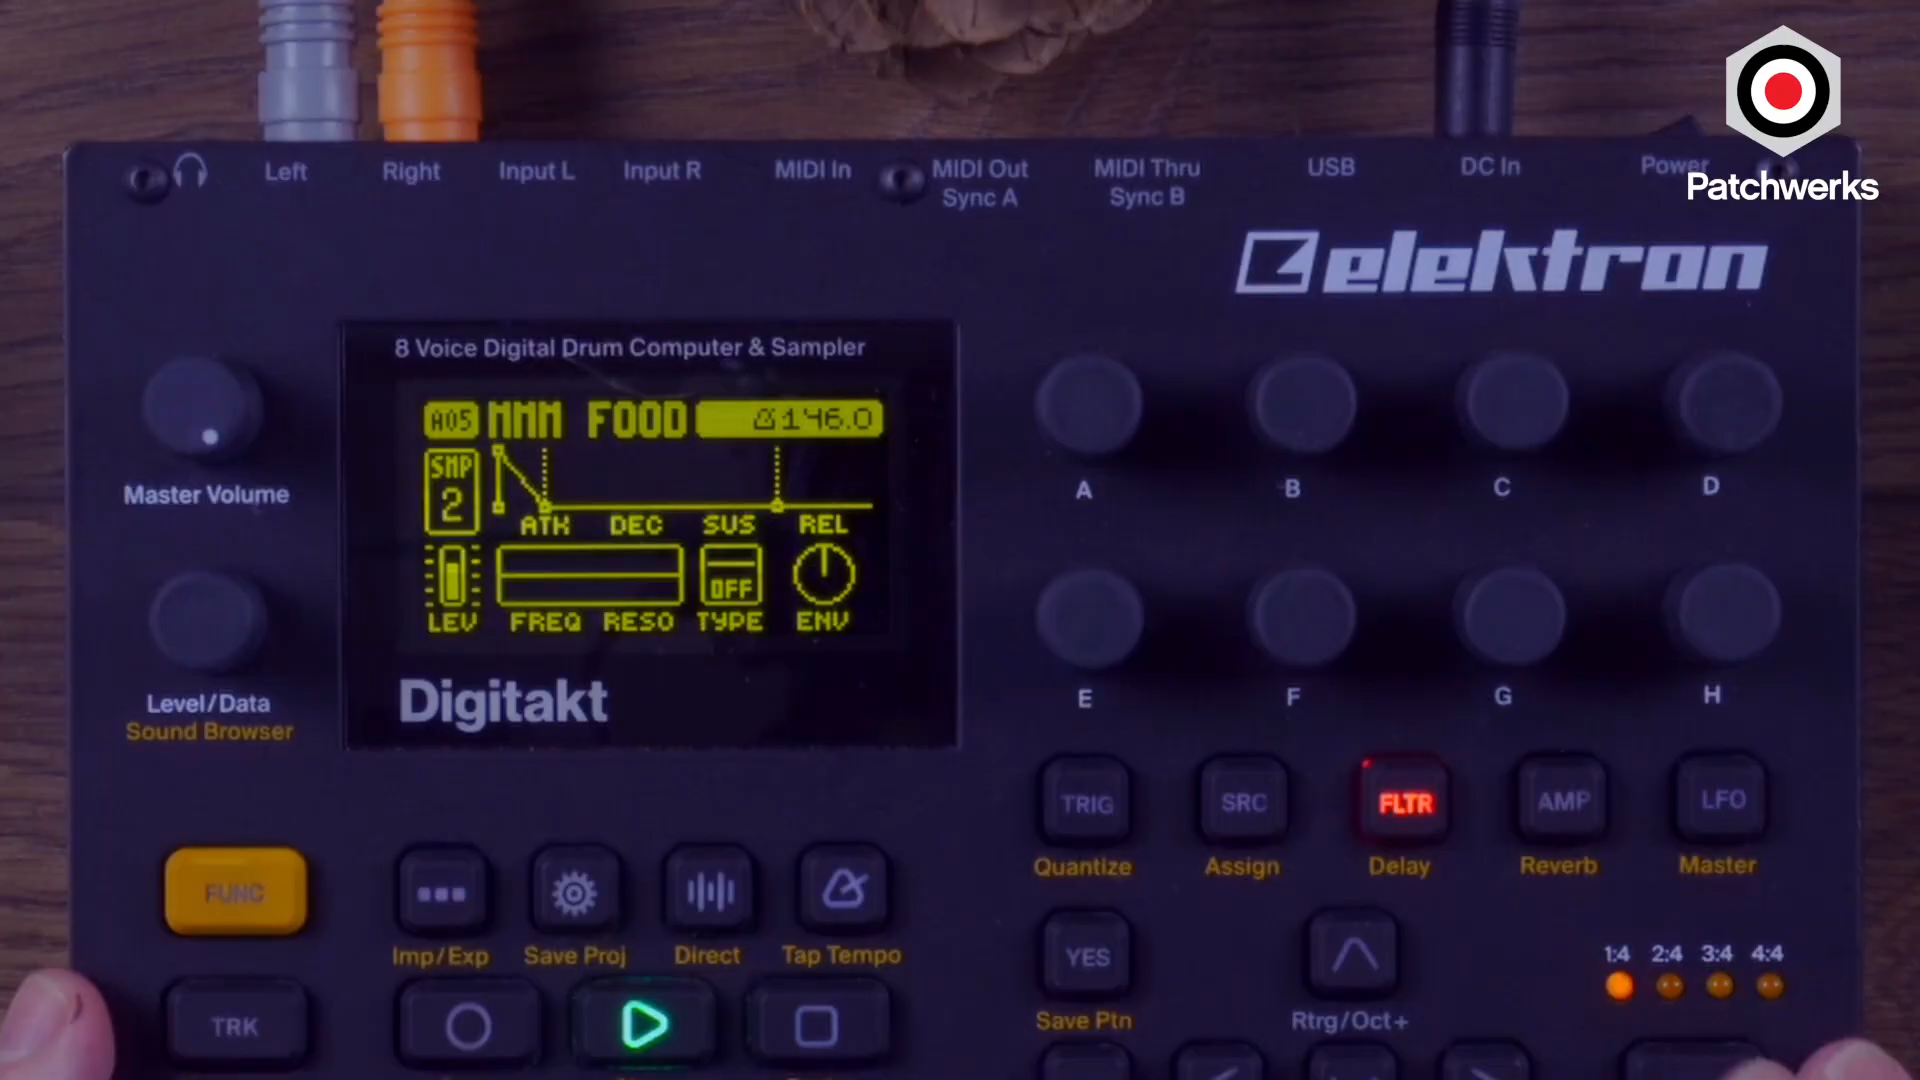 Patchwerks
Left Right Input L Input R MIDI In MIDI Out MIDI Thru USB DC In Power
Sync A Sync B
elektron
8 Voice Digital Drum Computer & Sampler
A05 MMM FOOD 146.0
SMP
2
ATK DEC SUS REL
OFF
LEV FREQ RESO TYPE ENV
Digitakt
Master Volume
Level/Data
Sound Browser
A B C D
E F G H
TRIG SRC FLTR AMP LFO
Quantize Assign Delay Reverb Master
FUNC
Imp/Exp Save Proj Direct Tap Tempo
YES
1:4 2:4 3:4 4:4
Save Ptn Rtrg/Oct+
TRK